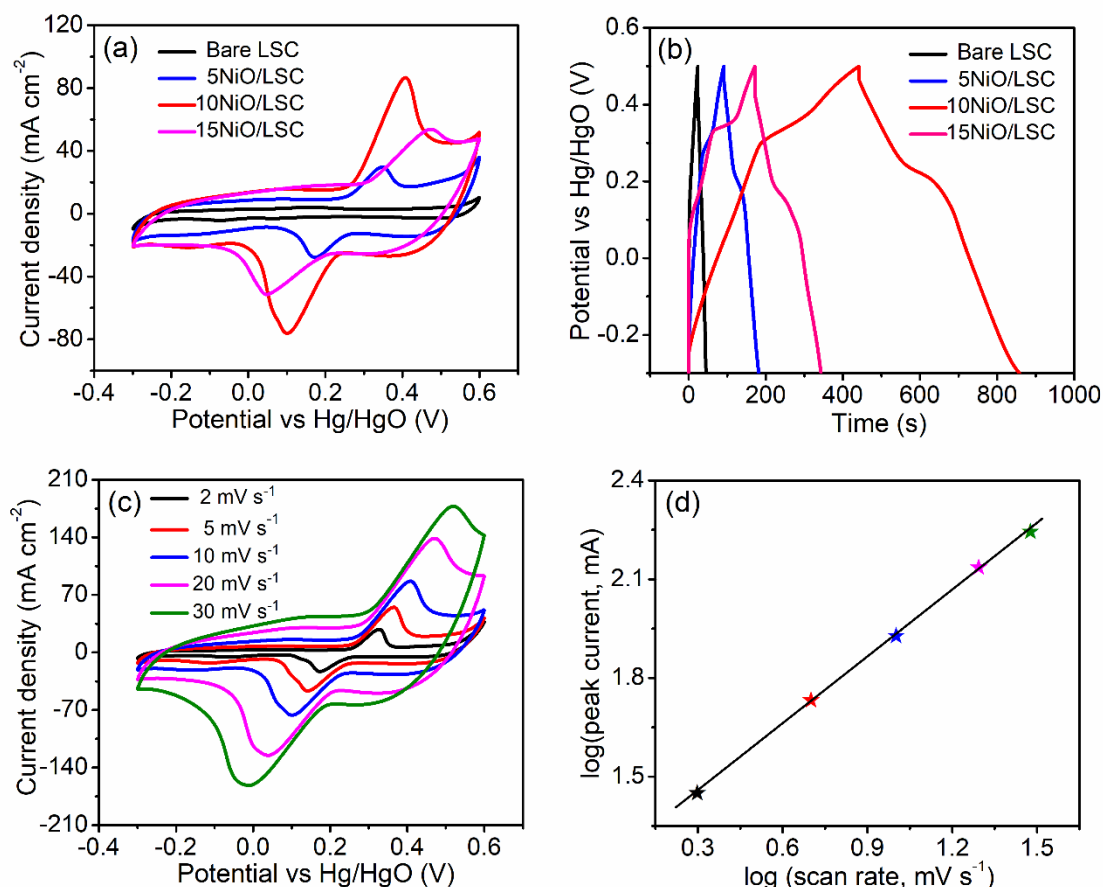 (a)
Bare LSC
5NiO/LSC
10NiO/LSC
15NiO/LSC
120
80
40
0
-40
-80
-0.4
-0.2
0.0
0.2
0.4
0.6
Current density (mA cm⁻²)
Potential vs Hg/HgO (V)
(b)
Bare LSC
5NiO/LSC
10NiO/LSC
15NiO/LSC
0.6
0.4
0.2
0.0
-0.2
0
200
400
600
800
1000
Potential vs Hg/HgO (V)
Time (s)
(c)
2 mV s⁻¹
5 mV s⁻¹
10 mV s⁻¹
20 mV s⁻¹
30 mV s⁻¹
210
140
70
0
-70
-140
-210
-0.4
-0.2
0.0
0.2
0.4
0.6
Current density (mA cm⁻²)
Potential vs Hg/HgO (V)
(d)
2.4
2.1
1.8
1.5
0.3
0.6
0.9
1.2
1.5
log(peak current, mA)
log (scan rate, mV s⁻¹)